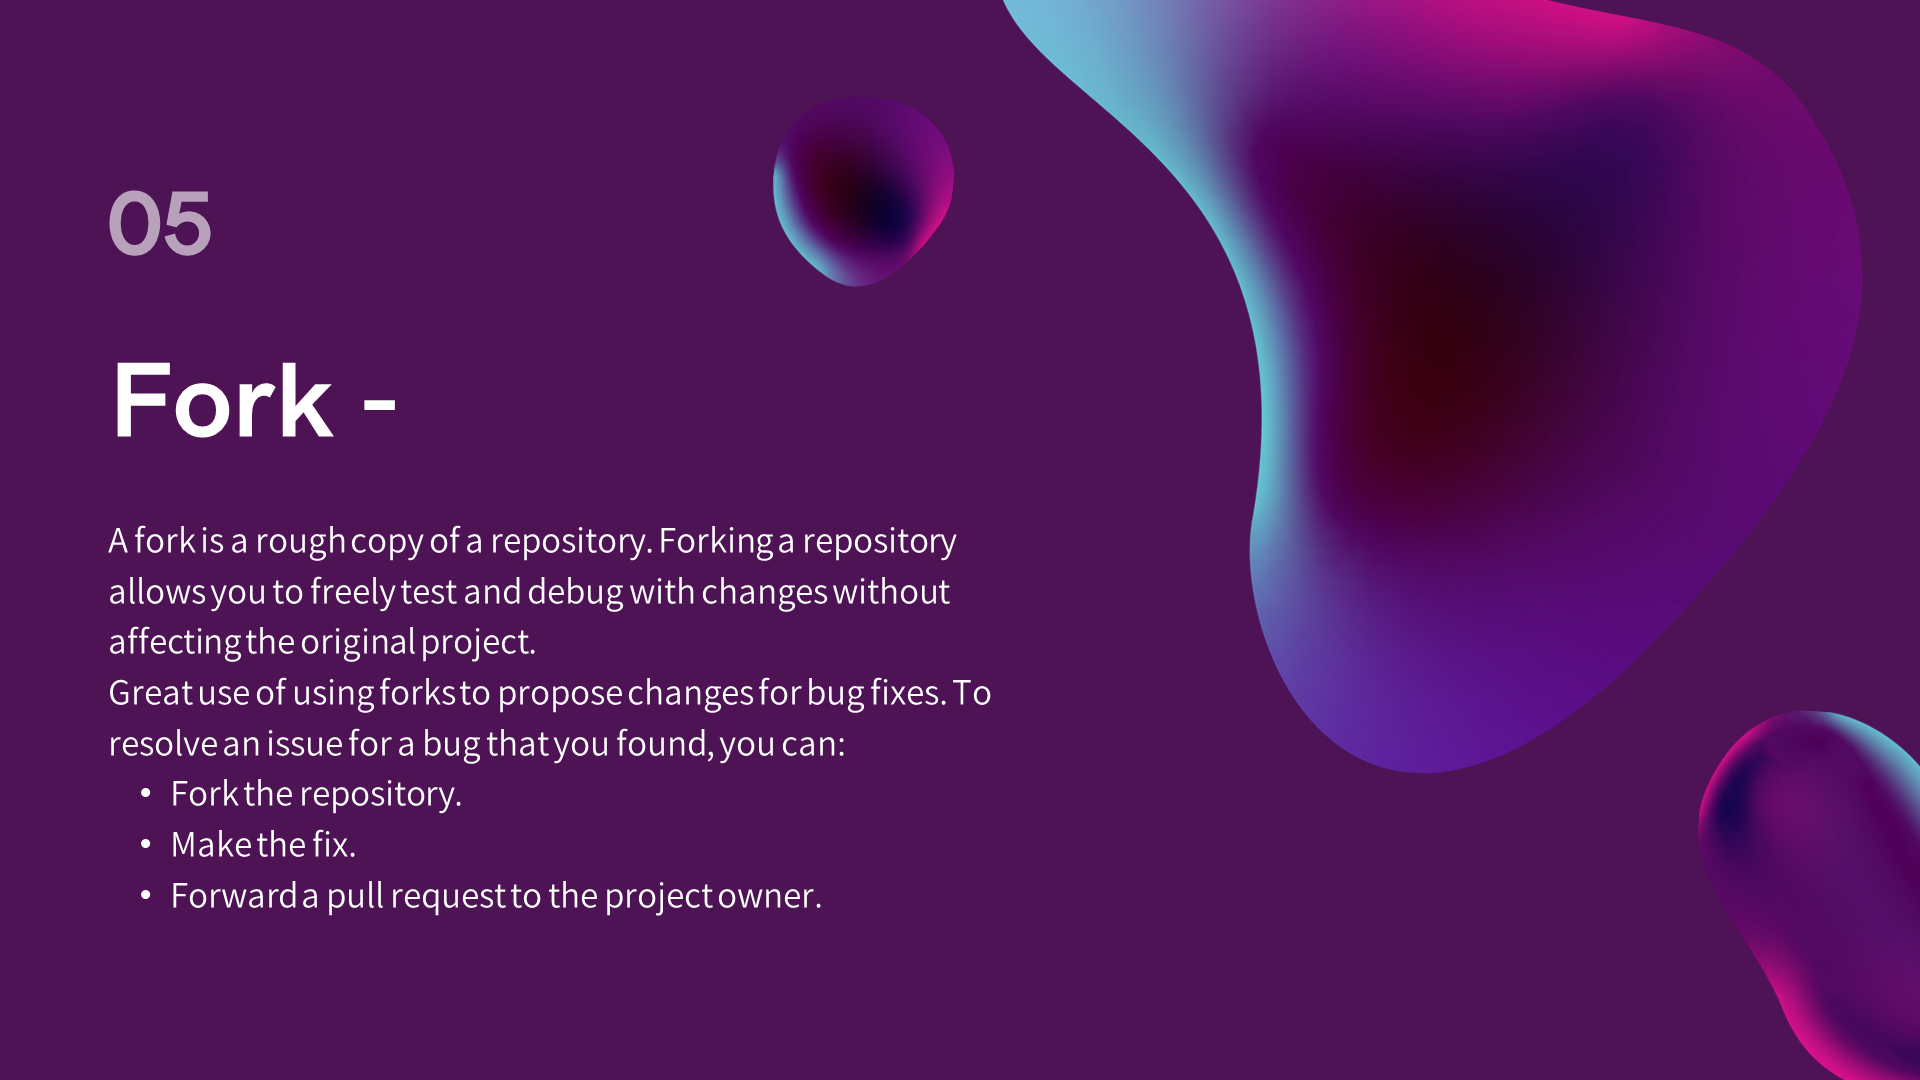 05
Fork -
A fork is a rough copy of a repository. Forking a repository
allows you to freely test and debug with changes without
affecting the original project.
Great use of using forks to propose changes for bug fixes. To
resolve an issue for a bug that you found, you can:
• Fork the repository.
• Make the fix.
• Forward a pull request to the project owner.